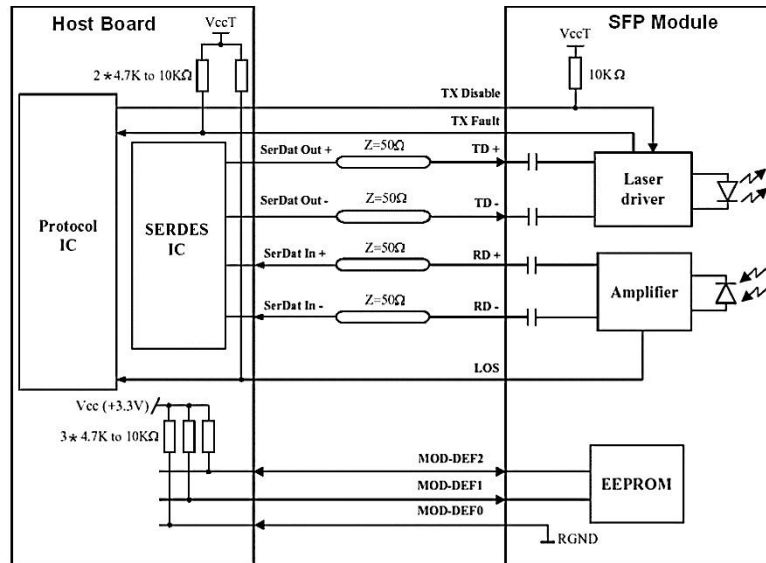 Host Board
SFP Module
VccT
VccT
2*4.7K to 10KΩ
10KΩ
TX Disable
TX Fault
SerDat Out +
Z=50Ω
TD +
SerDat Out -
Z=50Ω
TD -
Laser
driver
Protocol
IC
SERDES
IC
SerDat In +
Z=50Ω
RD +
SerDat In -
Z=50Ω
RD -
Amplifier
LOS
Vcc (+3.3V)
3*4.7K to 10KΩ
MOD-DEF2
MOD-DEF1
MOD-DEF0
EEPROM
RGND